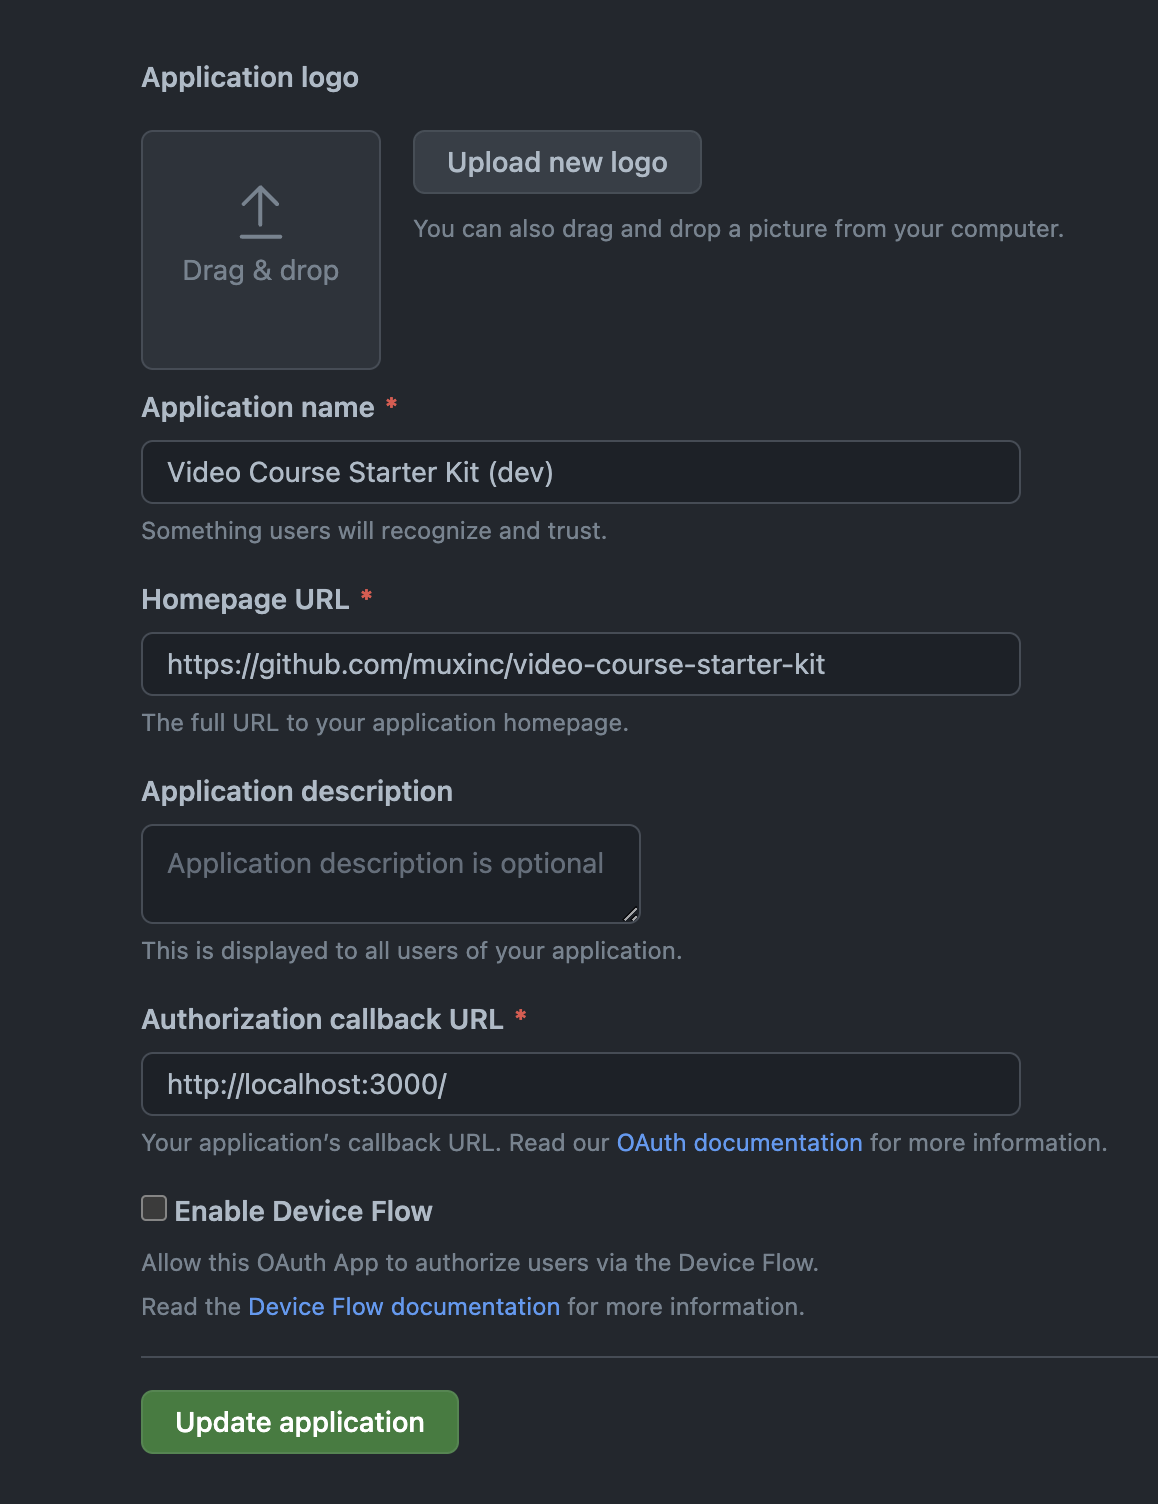 Application logo
Upload new logo
You can also drag and drop a picture from your computer.
Drag & drop
Application name *
Video Course Starter Kit (dev)
Something users will recognize and trust.
Homepage URL *
https://github.com/muxinc/video-course-starter-kit
The full URL to your application homepage.
Application description
Application description is optional
This is displayed to all users of your application.
Authorization callback URL *
http://localhost:3000/
Your application’s callback URL. Read our OAuth documentation for more information.
Enable Device Flow
Allow this OAuth App to authorize users via the Device Flow.
Read the Device Flow documentation for more information.
Update application